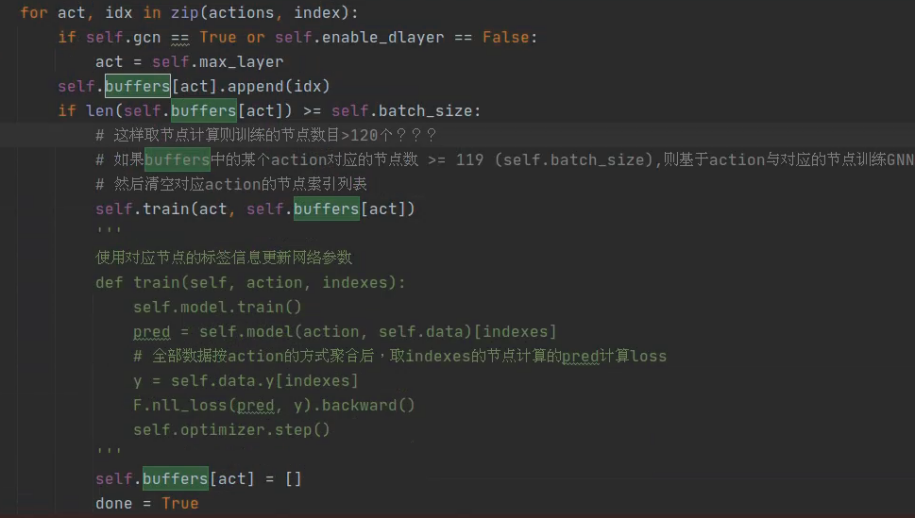 for act, idx in zip(actions, index):
    if self.gcn == True or self.enable_dlayer == False:
        act = self.max_layer
    self.buffers[act].append(idx)
    if len(self.buffers[act]) >= self.batch_size:
        # 这样取节点计算则训练的节点数目>120个？？？
        # 如果buffers中的某个action对应的节点数 >= 119 (self.batch_size),则基于action与对应的节点训练GNN
        # 然后清空对应action的节点索引列表
        self.train(act, self.buffers[act])
        '''
        使用对应节点的标签信息更新网络参数
        def train(self, action, indexes):
            self.model.train()
            pred = self.model(action, self.data)[indexes]
            # 全部数据按action的方式聚合后，取indexes的节点计算的pred计算loss
            y = self.data.y[indexes]
            F.nll_loss(pred, y).backward()
            self.optimizer.step()
        '''
        self.buffers[act] = []
        done = True